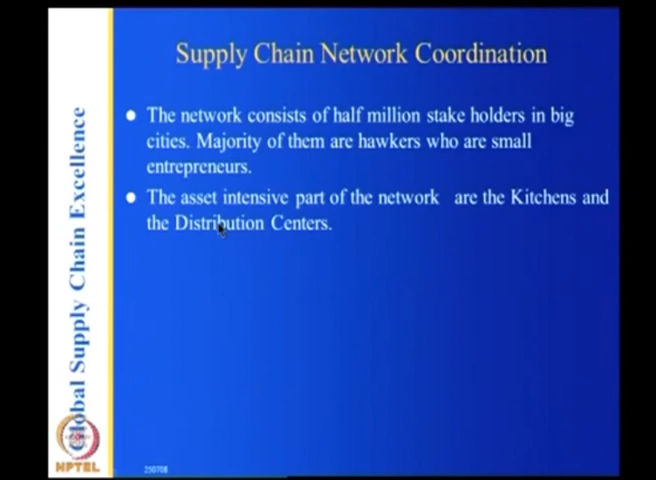 Supply Chain Network Coordination
The network consists of half million stake holders in big
cities. Majority of them are hawkers who are small
entrepreneurs.
The asset intensive part of the network are the Kitchens and
the Distribution Centers.
Global Supply Chain Excellence
NPTEL
250708